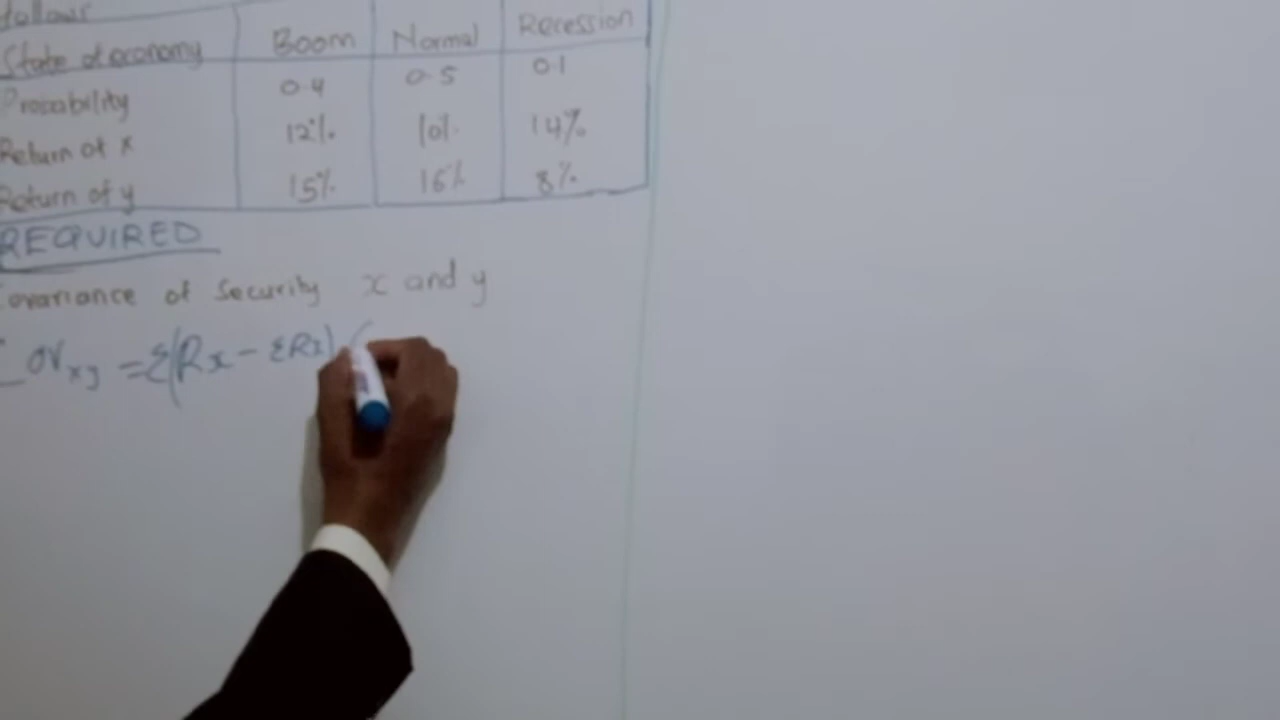 follows
State of economy Boom Normal Recession
Probability 0.4 0.5 0.1
Return of x 12% 10% 14%
Return of y 15% 16% 8%
REQUIRED
Covariance of Security x and y
Cov xy = Σ(Rx - ΣRx) (